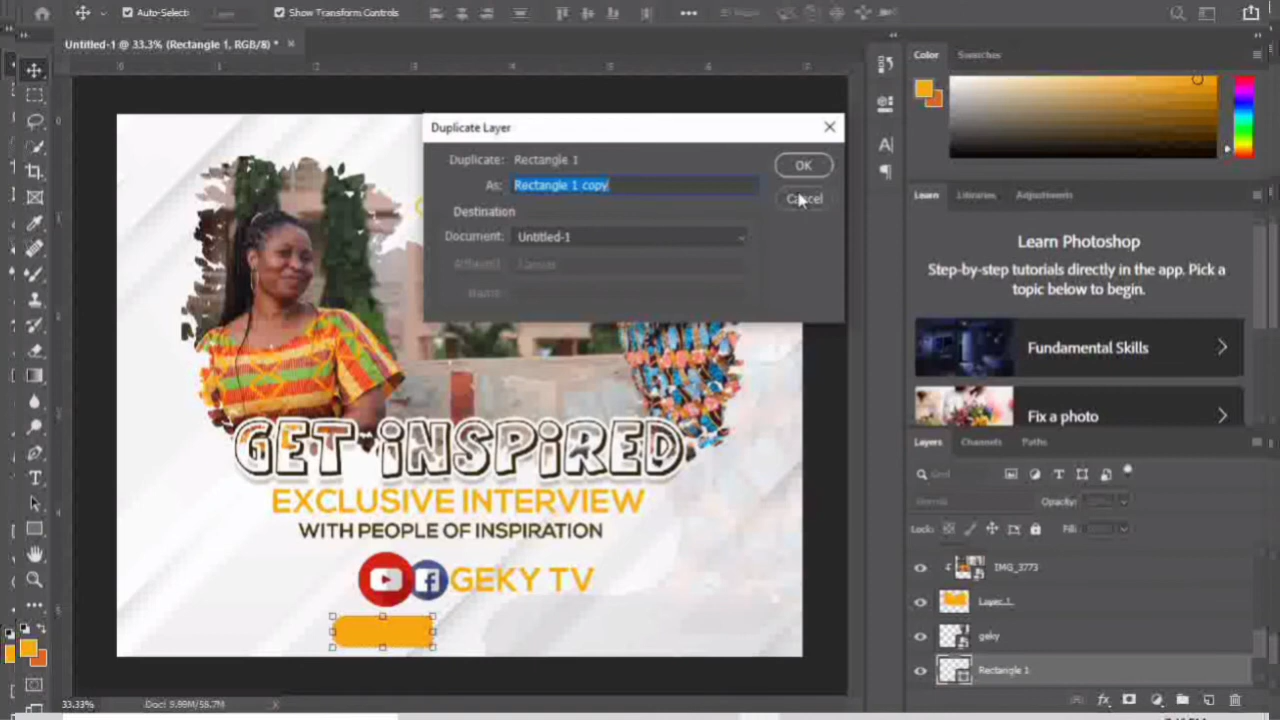 Auto-Select:
Show Transform Controls
Untitled-1 @ 33.3% (Rectangle 1, RGB/8) *
Color
Swatches
Duplicate Layer
Duplicate: Rectangle 1
OK
As: Rectangle 1 copy
Cancel
Destination
Document: Untitled-1
Name:
Learn
Libraries
Adjustments
Learn Photoshop
Step-by-step tutorials directly in the app. Pick a
topic below to begin.
Fundamental Skills
Fix a photo
GET iNSPiRED
EXCLUSIVE INTERVIEW
WITH PEOPLE OF INSPIRATION
GEKY TV
Layers
Channels
Paths
Kind
Normal
Opacity:
Lock:
Fill:
IMG_3773
Layer 1
geky
Rectangle 1
33.33%